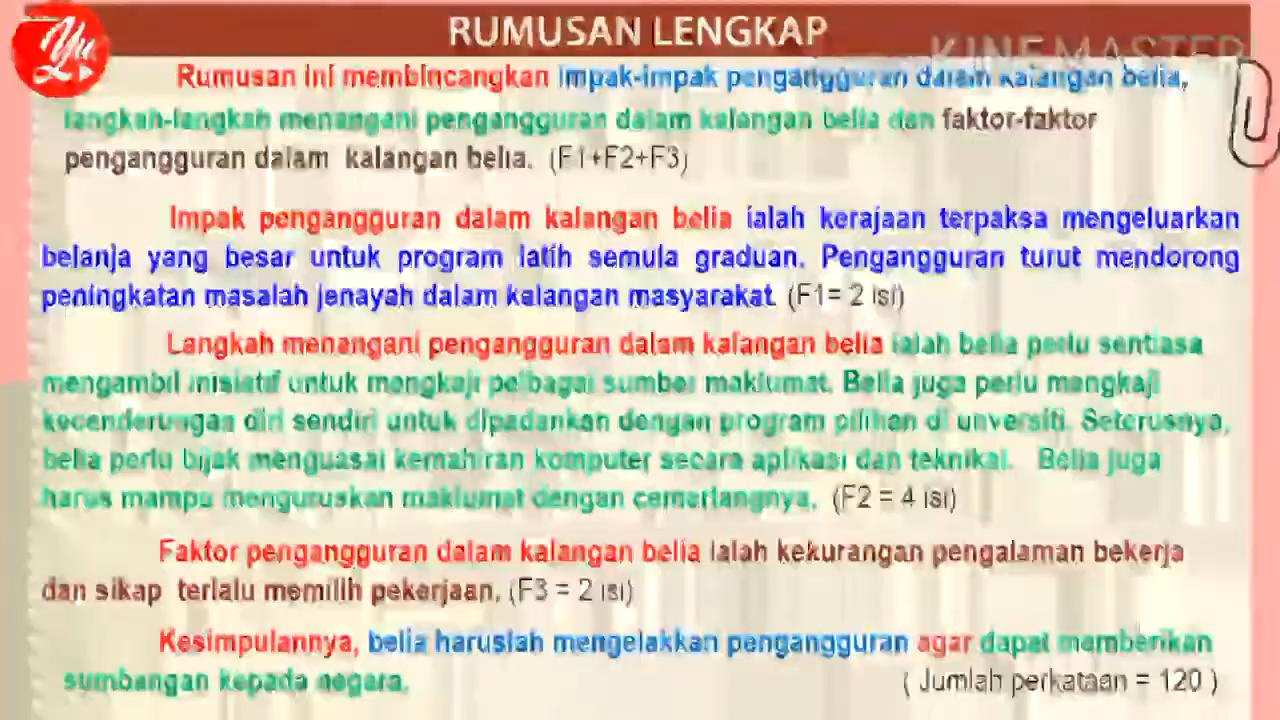 RUMUSAN LENGKAP
KINEMASTER
Yu
Rumusan ini membincangkan impak-impak pengangguran dalam kalangan belia,
langkah-langkah menangani pengangguran dalam kalangan belia dan faktor-faktor
pengangguran dalam kalangan belia. (F1+F2+F3)
Impak pengangguran dalam kalangan belia ialah kerajaan terpaksa mengeluarkan
belanja yang besar untuk program latih semula graduan. Pengangguran turut mendorong
peningkatan masalah jenayah dalam kalangan masyarakat. (F1= 2 isi)
Langkah menangani pengangguran dalam kalangan belia ialah belia perlu sentiasa
mengambil inisiatif untuk mengkaji pelbagai sumber maklumat. Belia juga perlu mengkaji
kecenderungan diri sendiri untuk dipadankan dengan program pilihan di unversiti. Seterusnya,
belia perlu bijak menguasai kemahiran komputer secara aplikasi dan teknikal. Belia juga
harus mampu menguruskan maklumat dengan cemerlangnya. (F2 = 4 isi)
Faktor pengangguran dalam kalangan belia ialah kekurangan pengalaman bekerja
dan sikap terlalu memilih pekerjaan. (F3 = 2 isi)
Kesimpulannya, belia haruslah mengelakkan pengangguran agar dapat memberikan
sumbangan kepada negara. ( Jumlah perkataan = 120 )